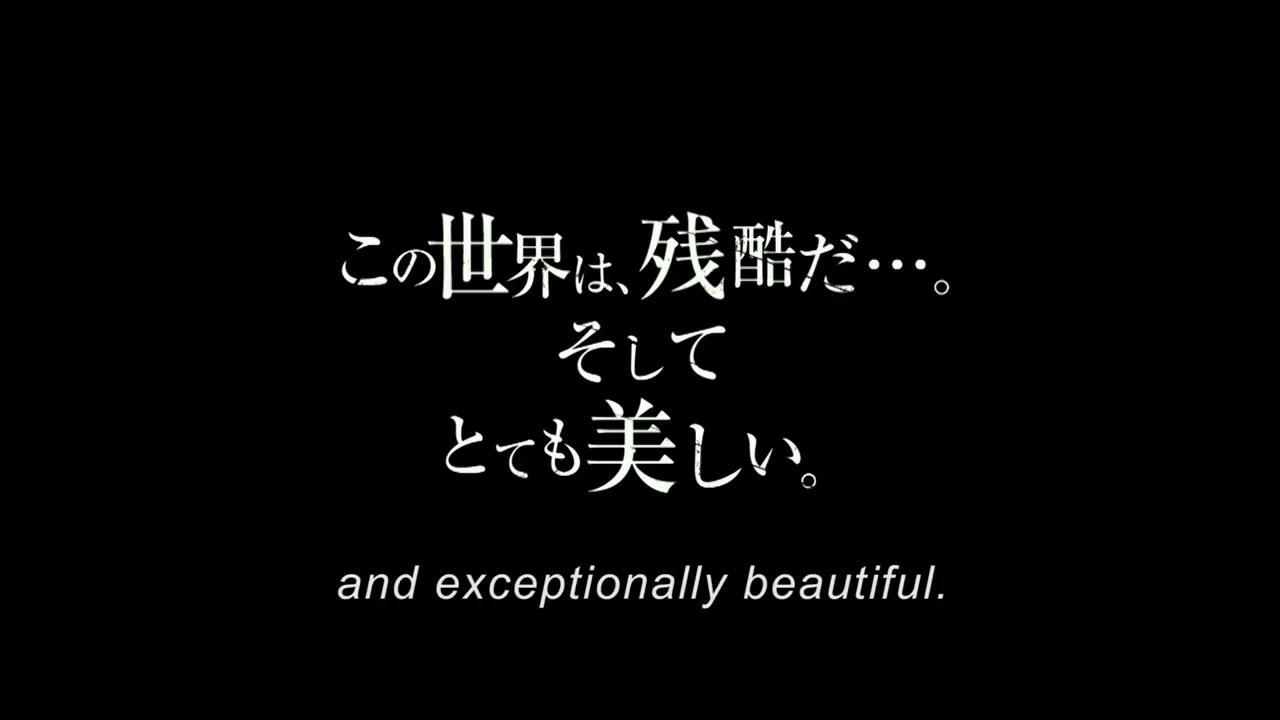 この世界は、残酷だ…。
そして
とても美しい。
and exceptionally beautiful.